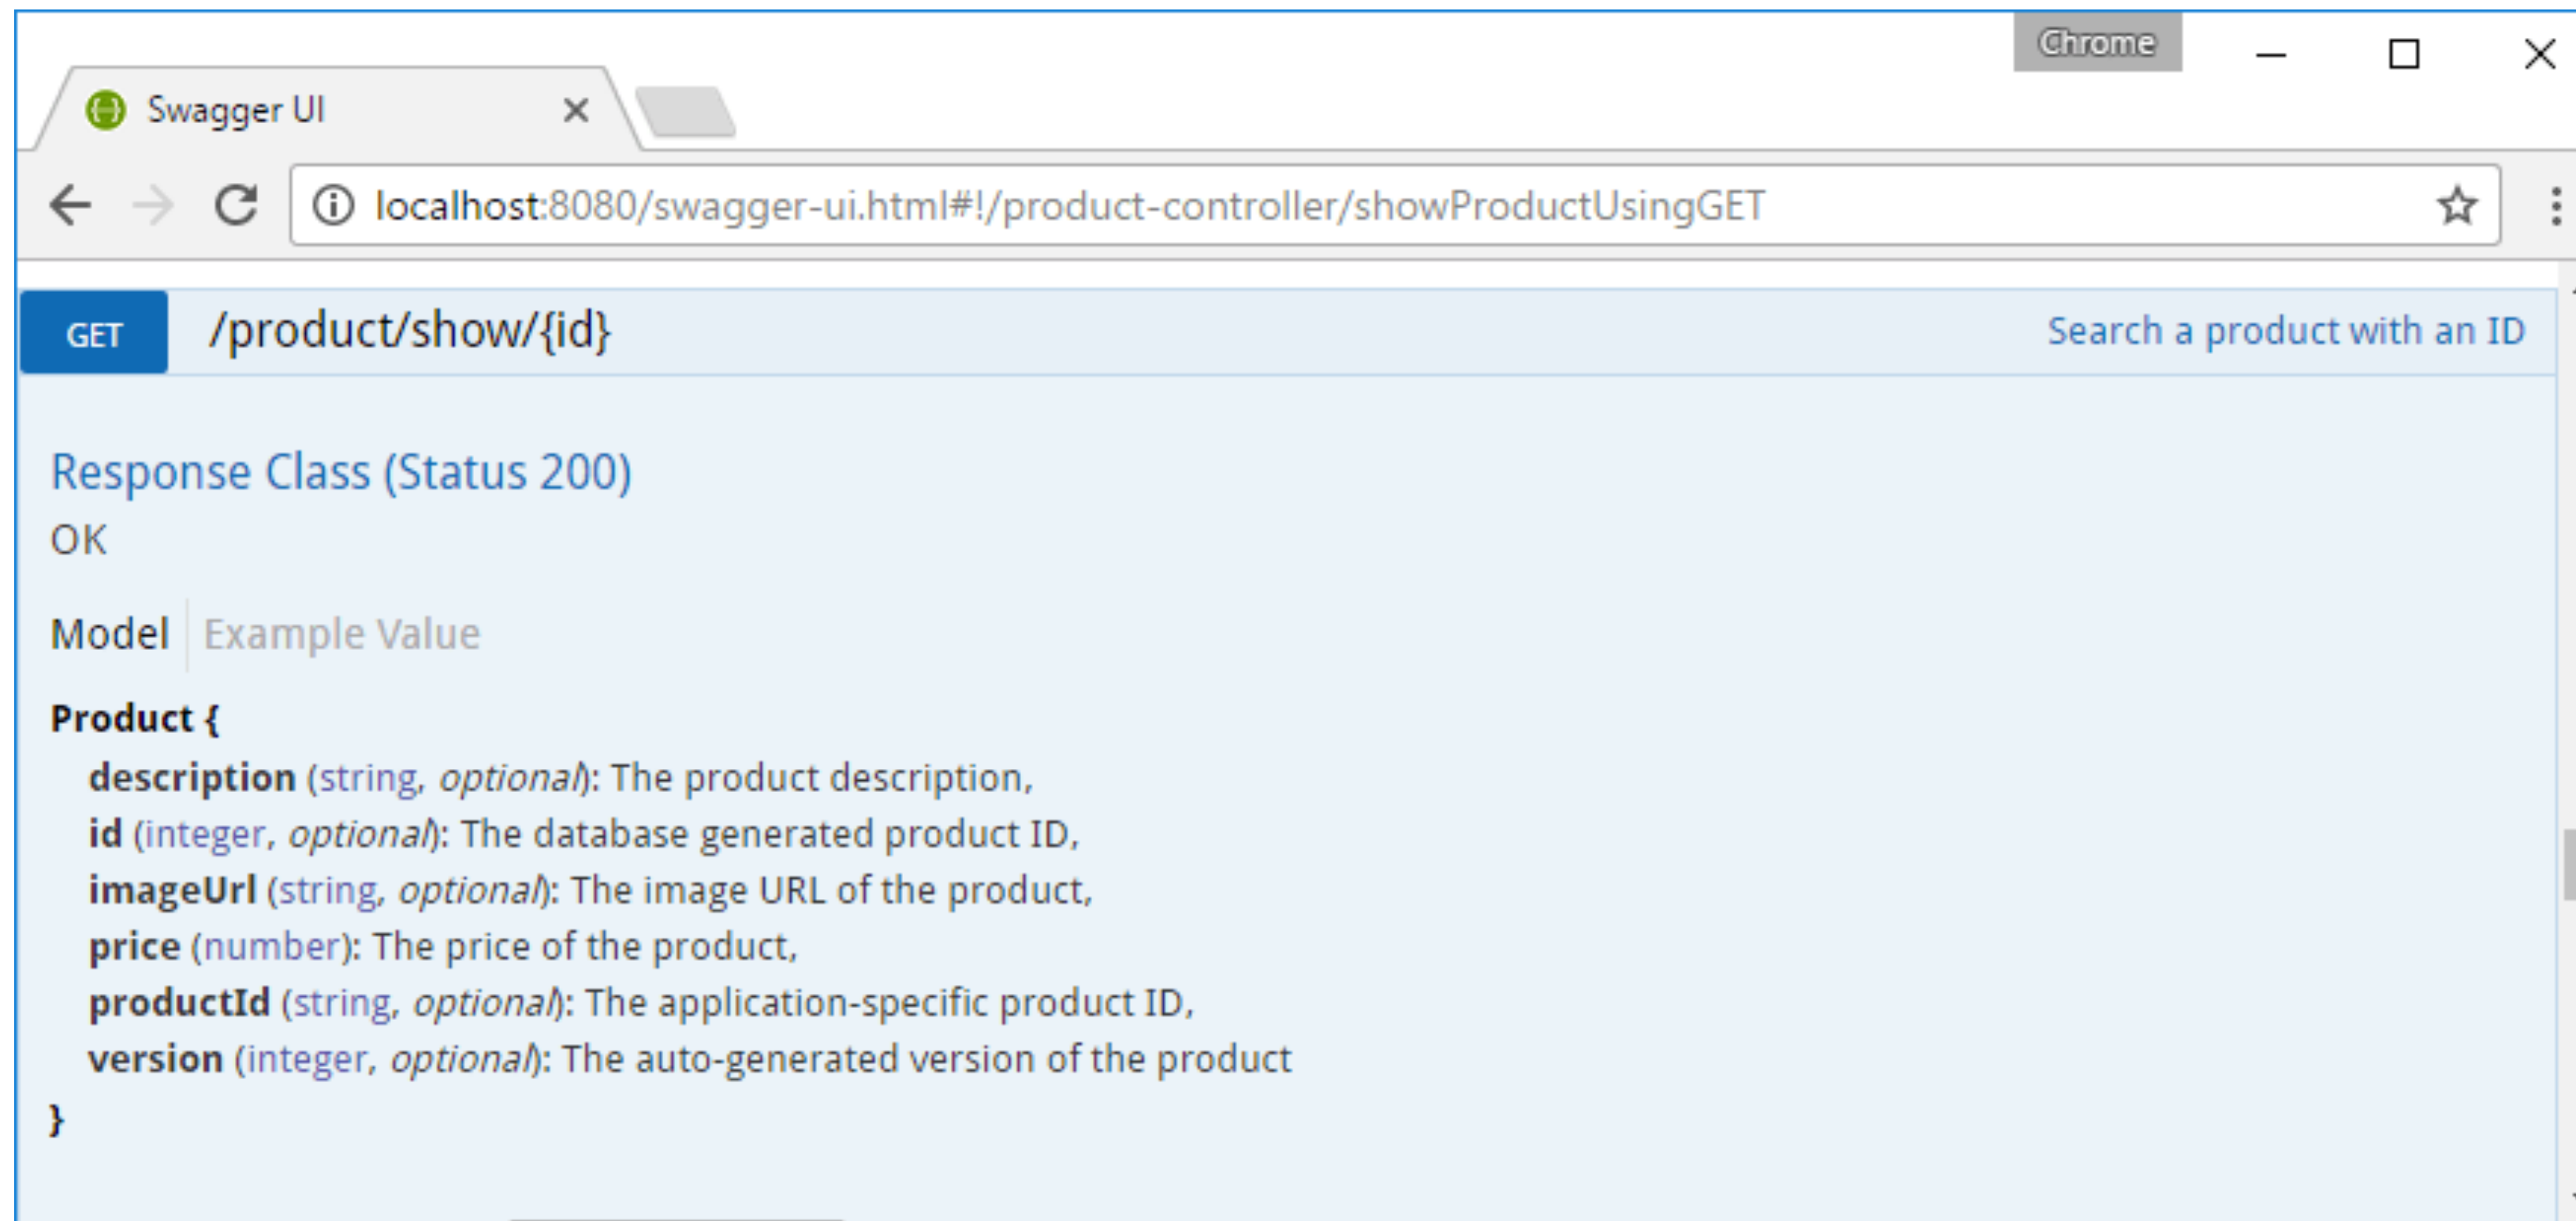 Chrome
Swagger UI
localhost:8080/swagger-ui.html#!/product-controller/showProductUsingGET
GET /product/show/{id} Search a product with an ID
Response Class (Status 200)
OK
Model Example Value
Product {
description (string, optional): The product description,
id (integer, optional): The database generated product ID,
imageUrl (string, optional): The image URL of the product,
price (number): The price of the product,
productId (string, optional): The application-specific product ID,
version (integer, optional): The auto-generated version of the product
}